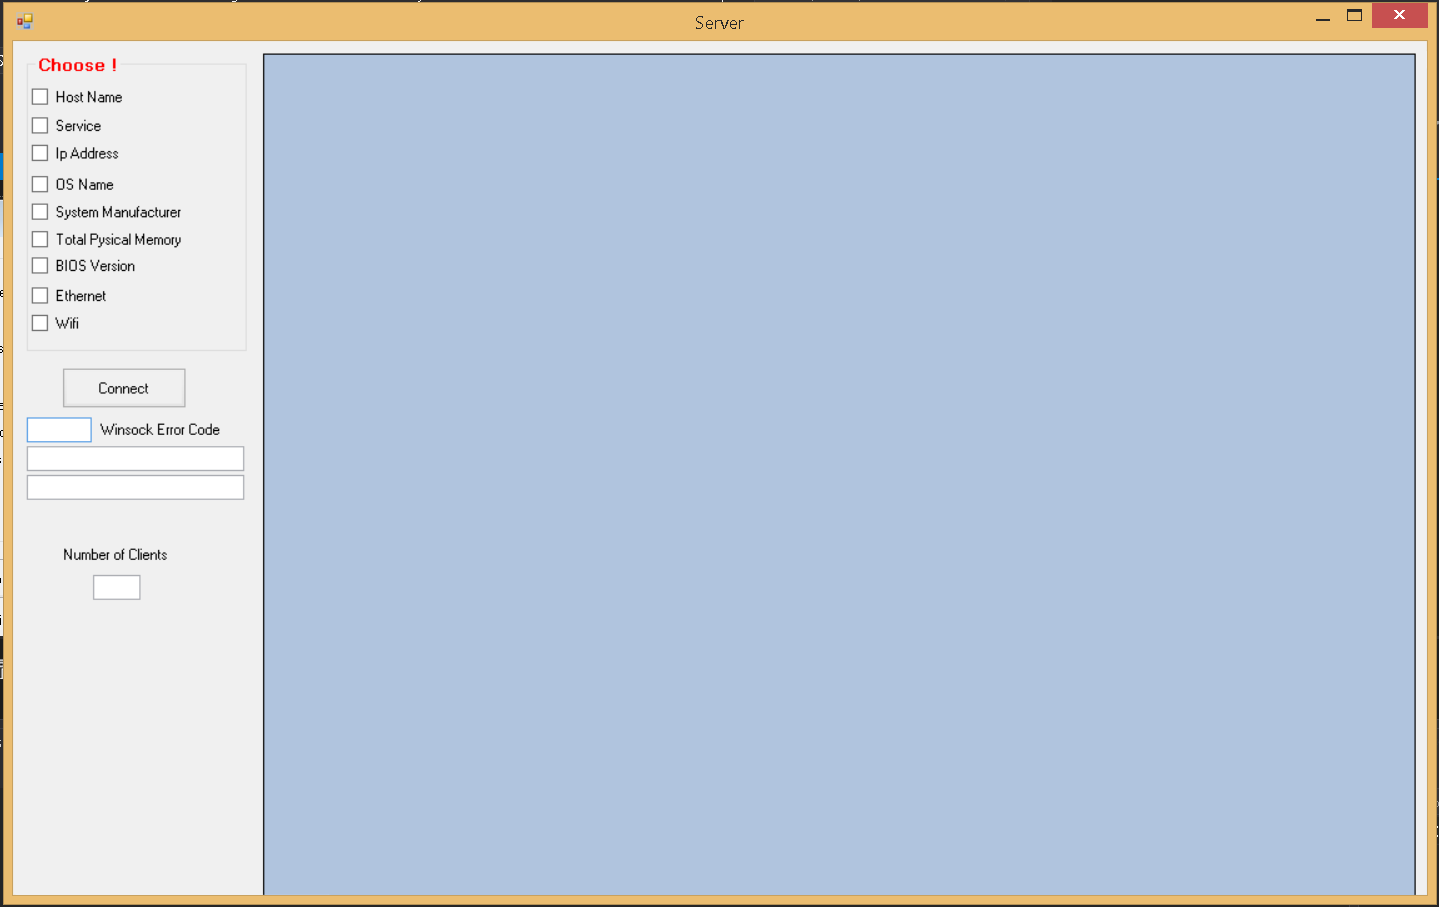 Server
Choose !
Host Name
Service
Ip Address
OS Name
System Manufacturer
Total Pysical Memory
BIOS Version
Ethernet
Wifi
Connect
Winsock Error Code
Number of Clients